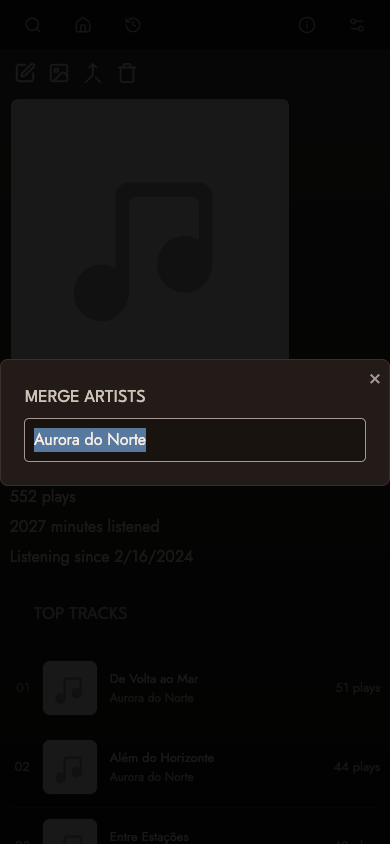 MERGE ARTISTS
Aurora do Norte
552 plays
2027 minutes listened
Listening since 2/16/2024
TOP TRACKS
01
De Volta ao Mar
Aurora do Norte
51 plays
02
Além do Horizonte
Aurora do Norte
44 plays
Entre Estações